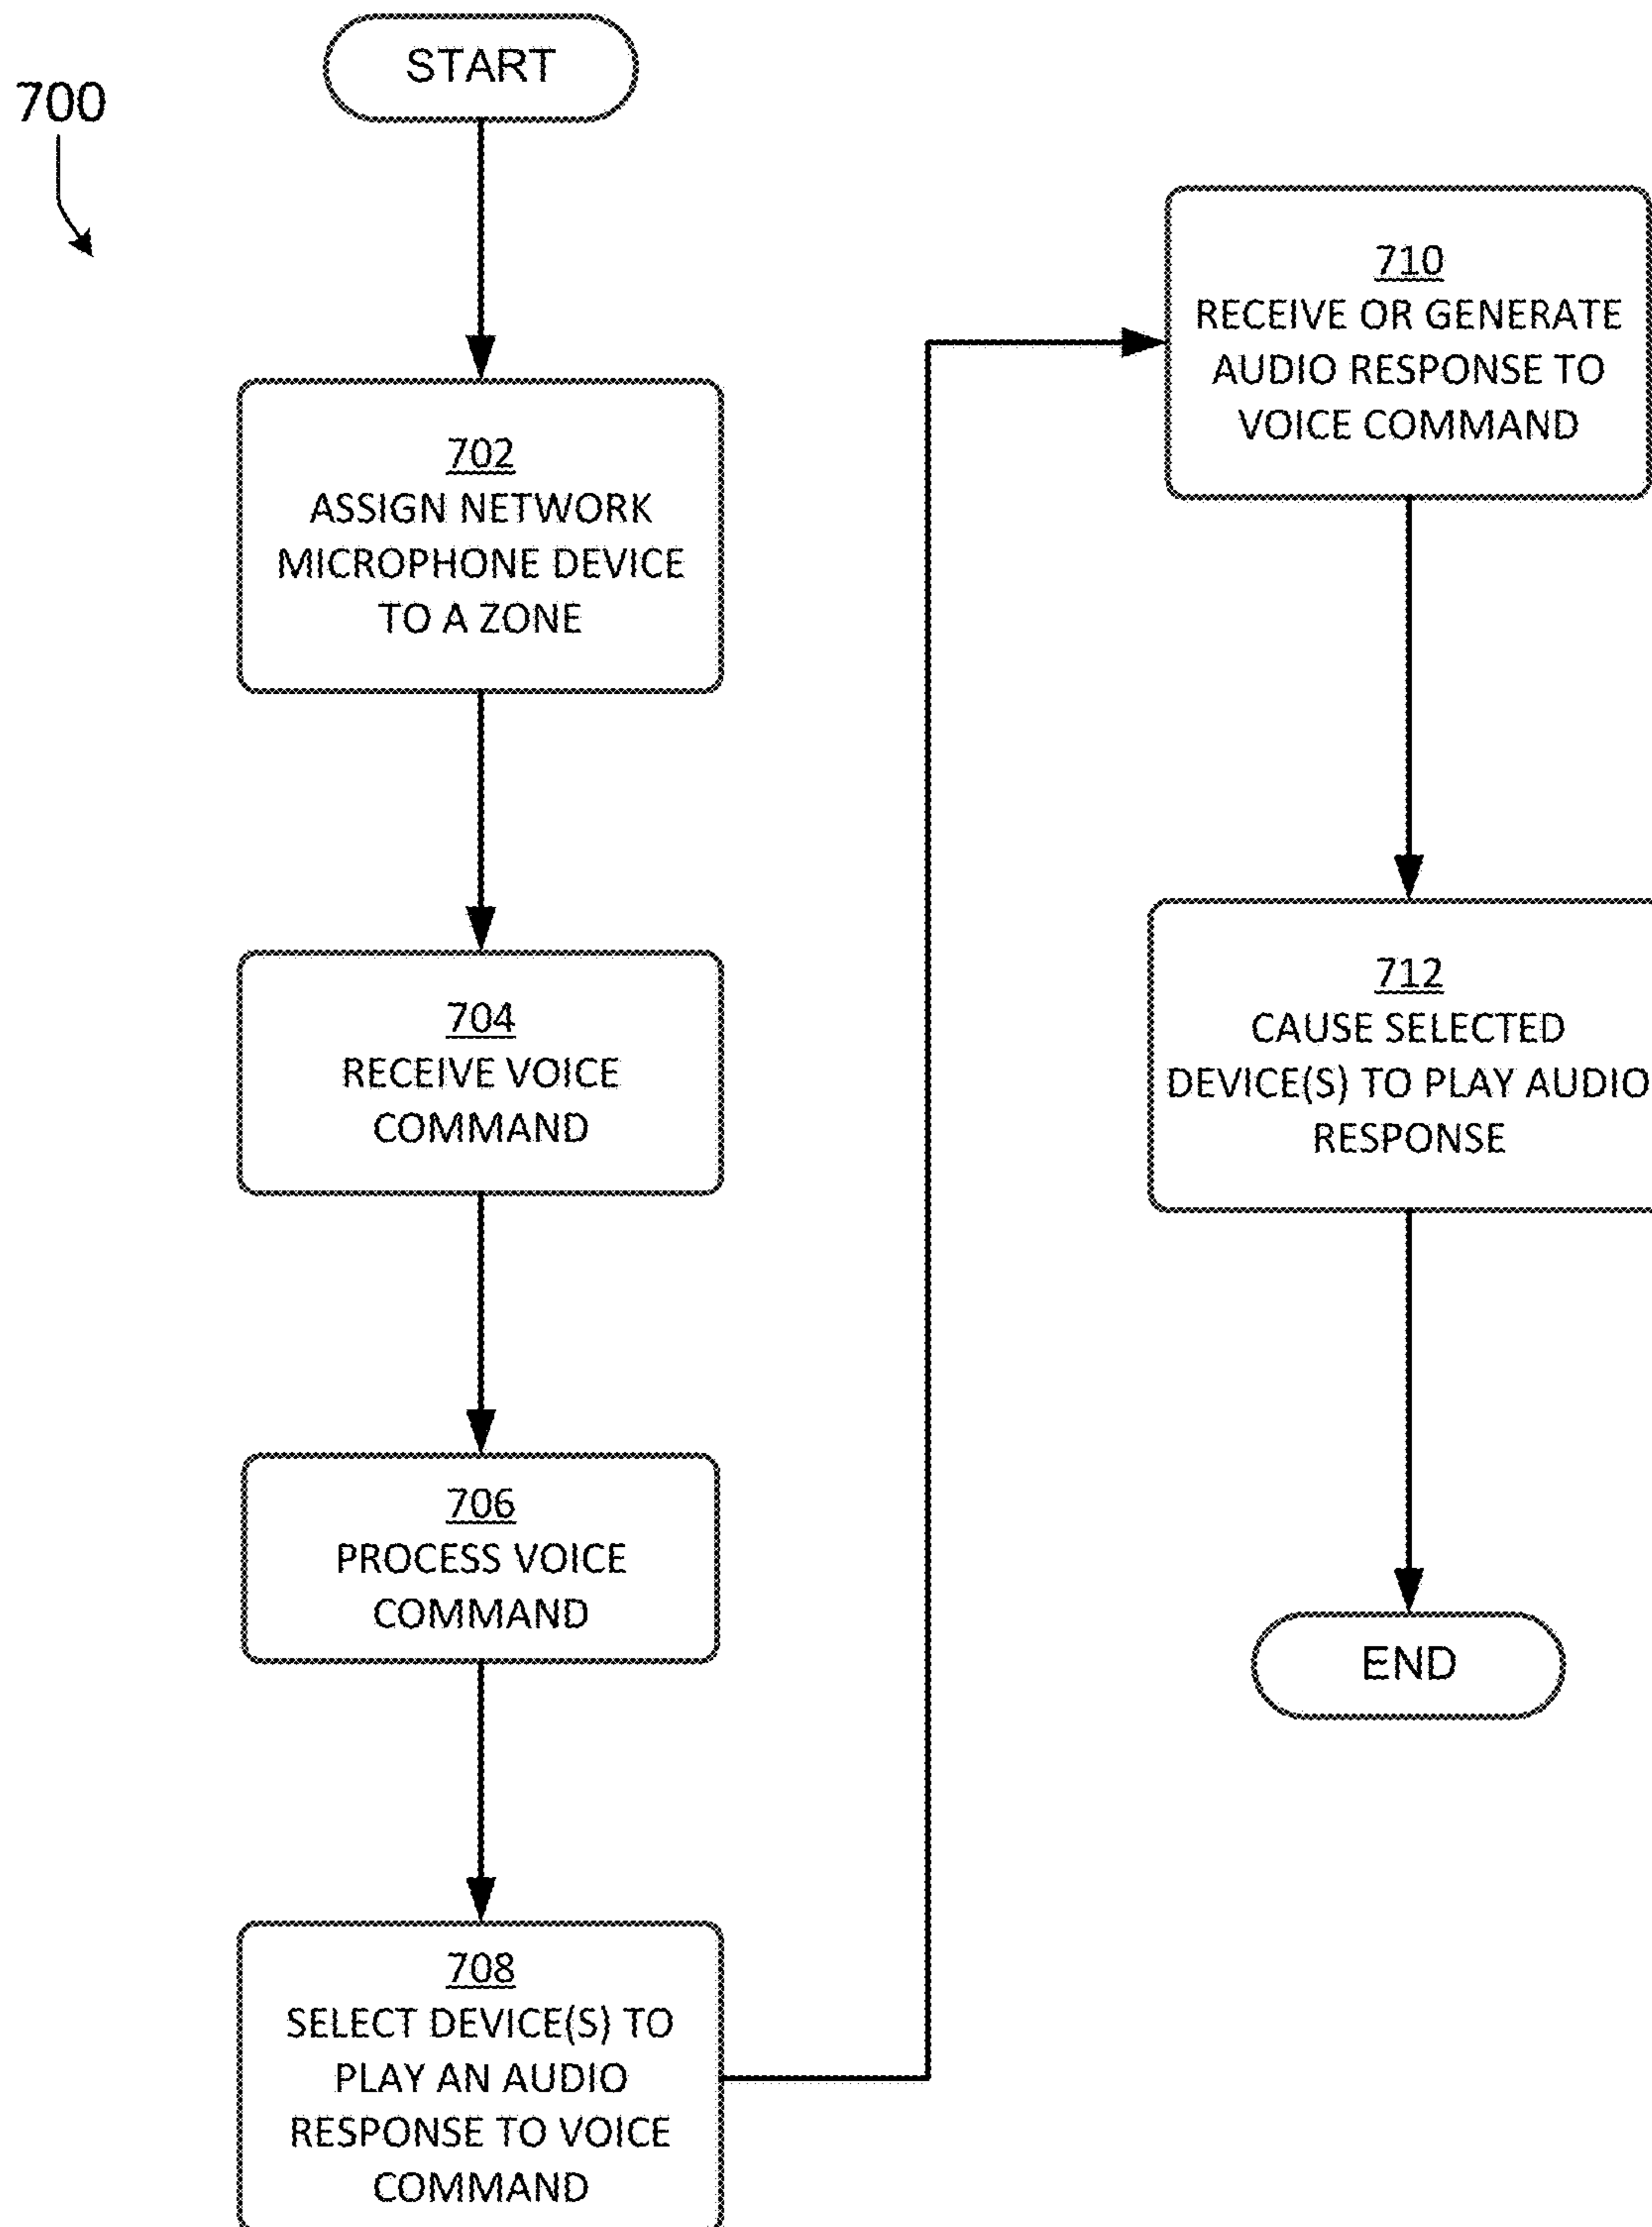 START
700
702
ASSIGN NETWORK
MICROPHONE DEVICE
TO A ZONE
704
RECEIVE VOICE
COMMAND
706
PROCESS VOICE
COMMAND
708
SELECT DEVICE(S) TO
PLAY AN AUDIO
RESPONSE TO VOICE
COMMAND
710
RECEIVE OR GENERATE
AUDIO RESPONSE TO
VOICE COMMAND
712
CAUSE SELECTED
DEVICE(S) TO PLAY AUDIO
RESPONSE
END